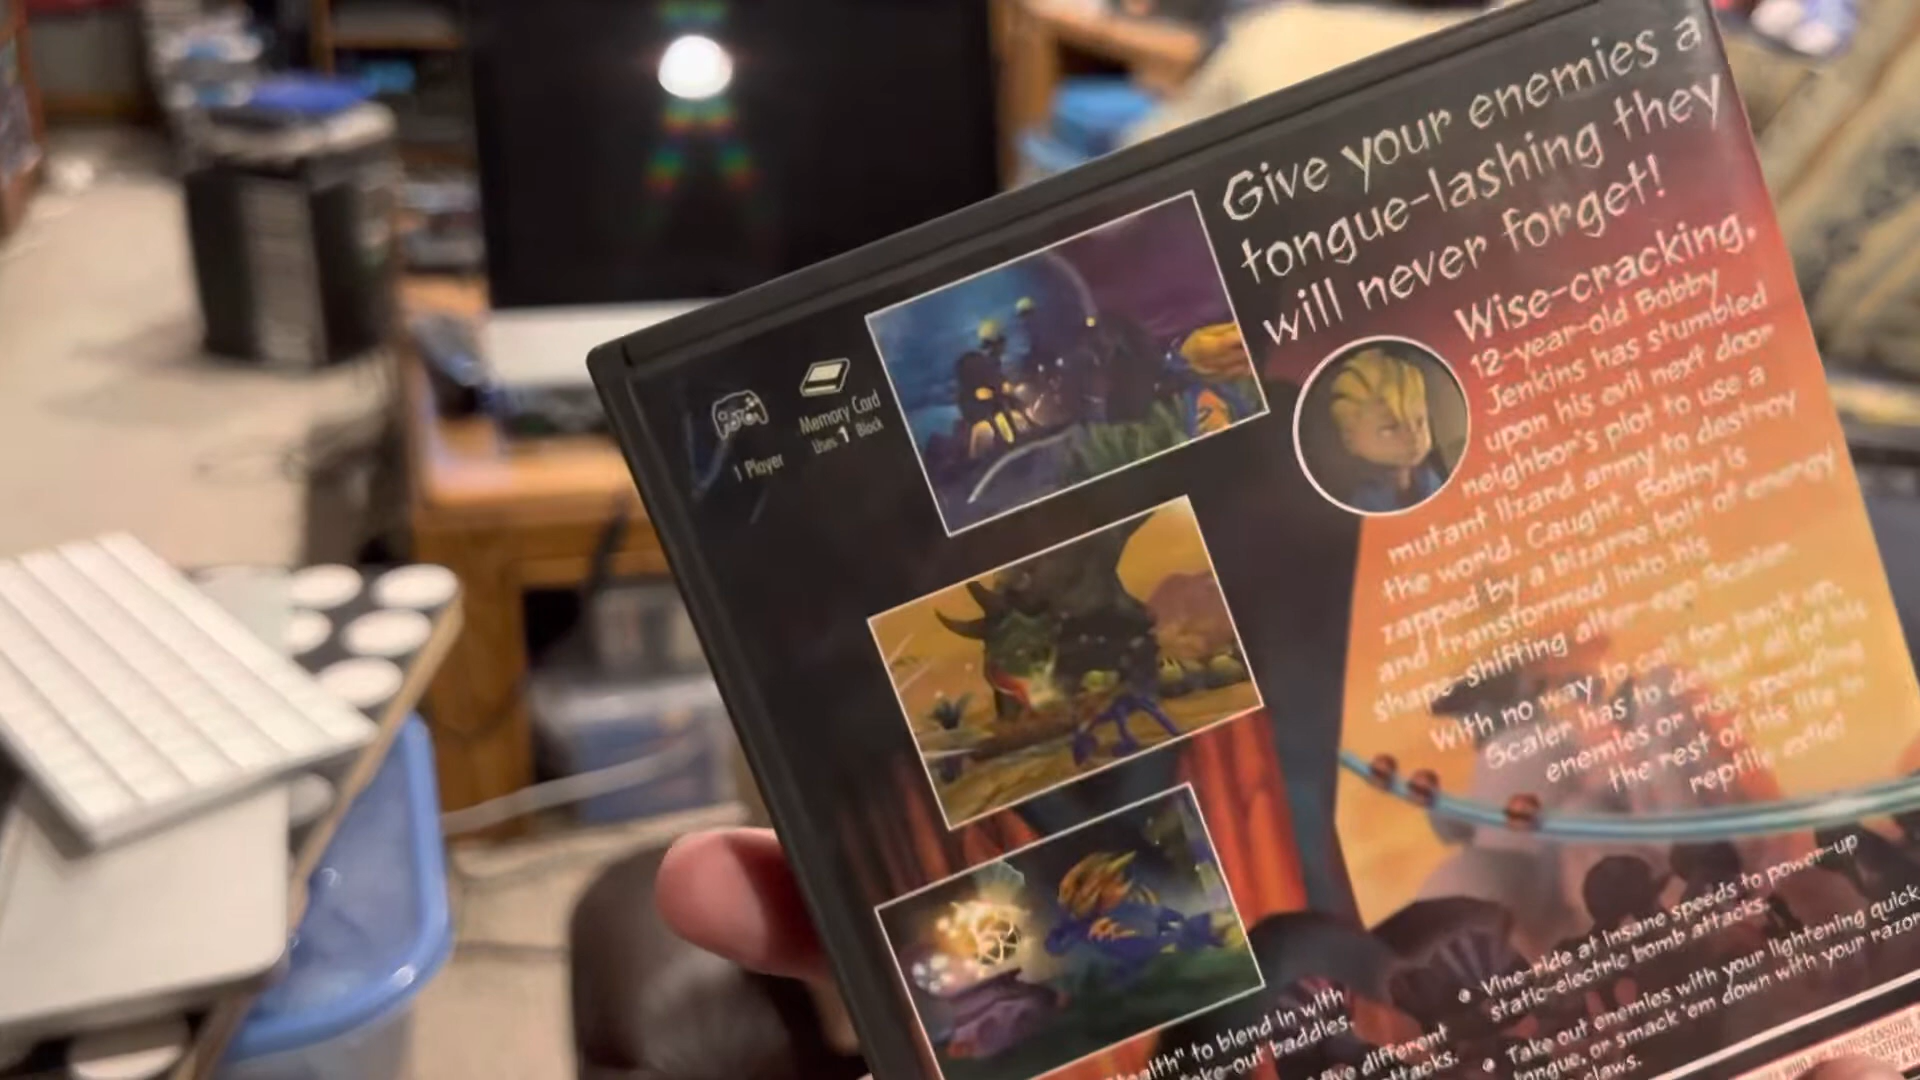 Give your enemies a
tongue-lashing they
will never forget!
Wise-cracking,
12-year-old Bobby
Jenkins has stumbled
upon his evil next door
neighbor's plot to use a
mutant lizard army to destroy
the world. Caught, Bobby is
zapped by a bizarre bolt of energy
and transformed into his
shape-shifting alter-ego Scaler.
With no way to call for back up,
Scaler has to defeat all of his
enemies or risk spending
the rest of his life in
reptile exile!
1 Player
Memory Card
Uses 1 Block
to blend in with
baddies.
five different
attacks.
• Vine-ride at insane speeds to power-up
static-electric bomb attacks.
• Take out enemies with your lightening quick
tongue, or smack 'em down with your razor
claws.